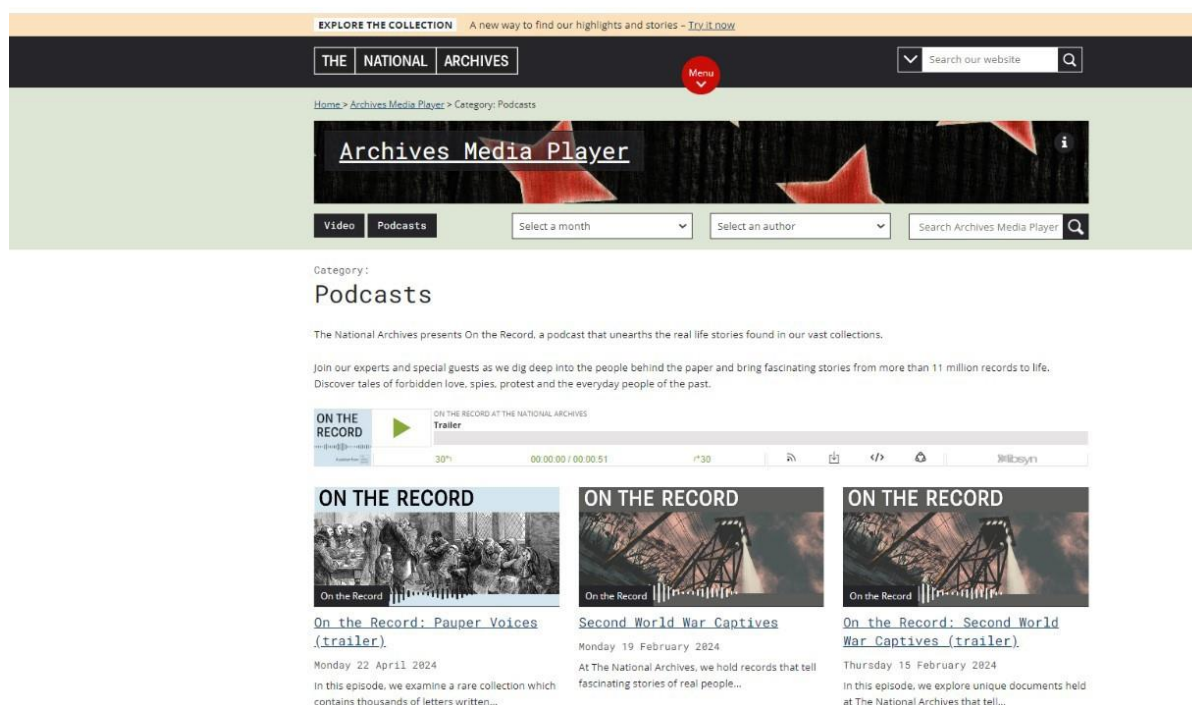 EXPLORE THE COLLECTION A new way to find our highlights and stories – Try it now
THE NATIONAL ARCHIVES
Menu
Search our website
Home > Archives Media Player > Category: Podcasts
Archives Media Player
i
Video Podcasts Select a month Select an author Search Archives Media Player
Category:
Podcasts
The National Archives presents On the Record, a podcast that unearths the real life stories found in our vast collections.
Join our experts and special guests as we dig deep into the people behind the paper and bring fascinating stories from more than 11 million records to life.
Discover tales of forbidden love, spies, protest and the everyday people of the past.
ON THE
RECORD
ON THE RECORD AT THE NATIONAL ARCHIVES
Trailer
30 00:00:00 / 00:00:51 30 </> libsyn
ON THE RECORD
On the Record
On the Record: Pauper Voices
(trailer)
Monday 22 April 2024
In this episode, we examine a rare collection which
contains thousands of letters written...
ON THE RECORD
On the Record
Second World War Captives
Monday 19 February 2024
At The National Archives, we hold records that tell
fascinating stories of real people...
ON THE RECORD
On the Record
On the Record: Second World
War Captives (trailer)
Thursday 15 February 2024
In this episode, we explore unique documents held
at The National Archives that tell...